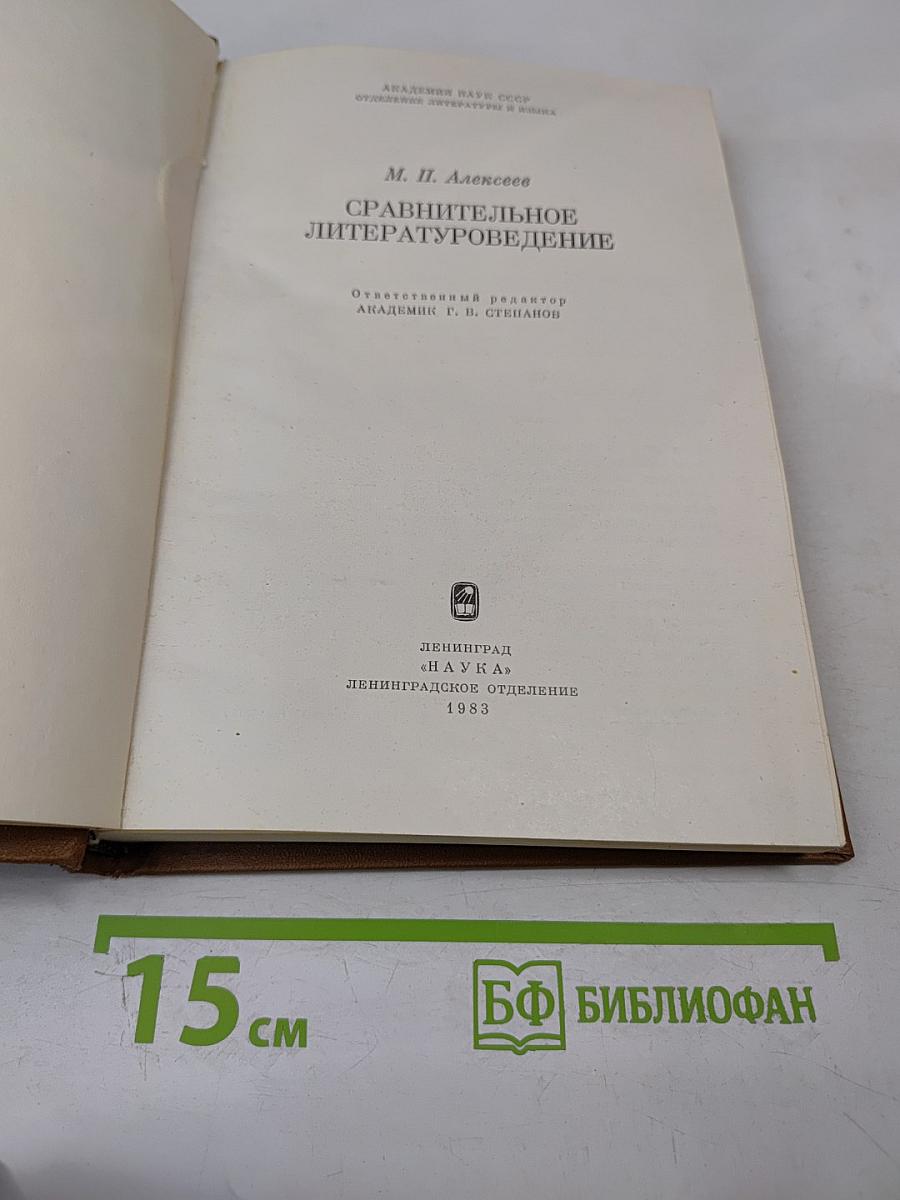 АКАДЕМИЯ НАУК СССР
ОТДЕЛЕНИЕ ЛИТЕРАТУРЫ И ЯЗЫКА
М. П. Алексеев
СРАВНИТЕЛЬНОЕ
ЛИТЕРАТУРОВЕДЕНИЕ
Ответственный редактор
АКАДЕМИК Г. В. СТЕПАНОВ
ЛЕНИНГРАД
«НАУКА»
ЛЕНИНГРАДСКОЕ ОТДЕЛЕНИЕ
1983
15 см
БФ БИБЛИОФАН